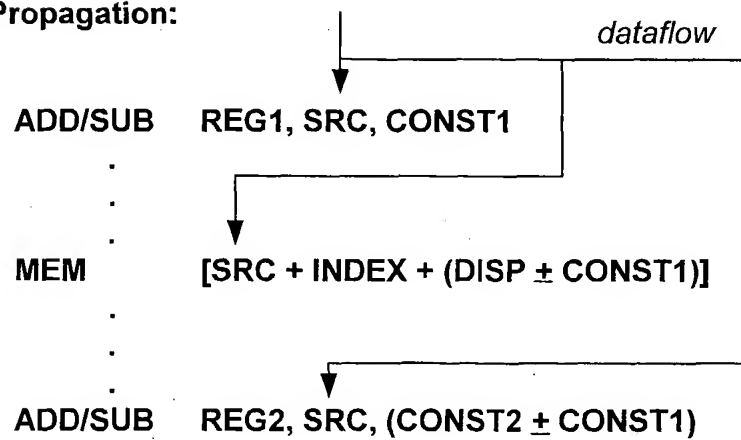 Propagation:
dataflow
ADD/SUB REG1, SRC, CONST1
.
.
.
MEM [SRC + INDEX + (DISP ± CONST1)]
.
.
.
ADD/SUB REG2, SRC, (CONST2 ± CONST1)